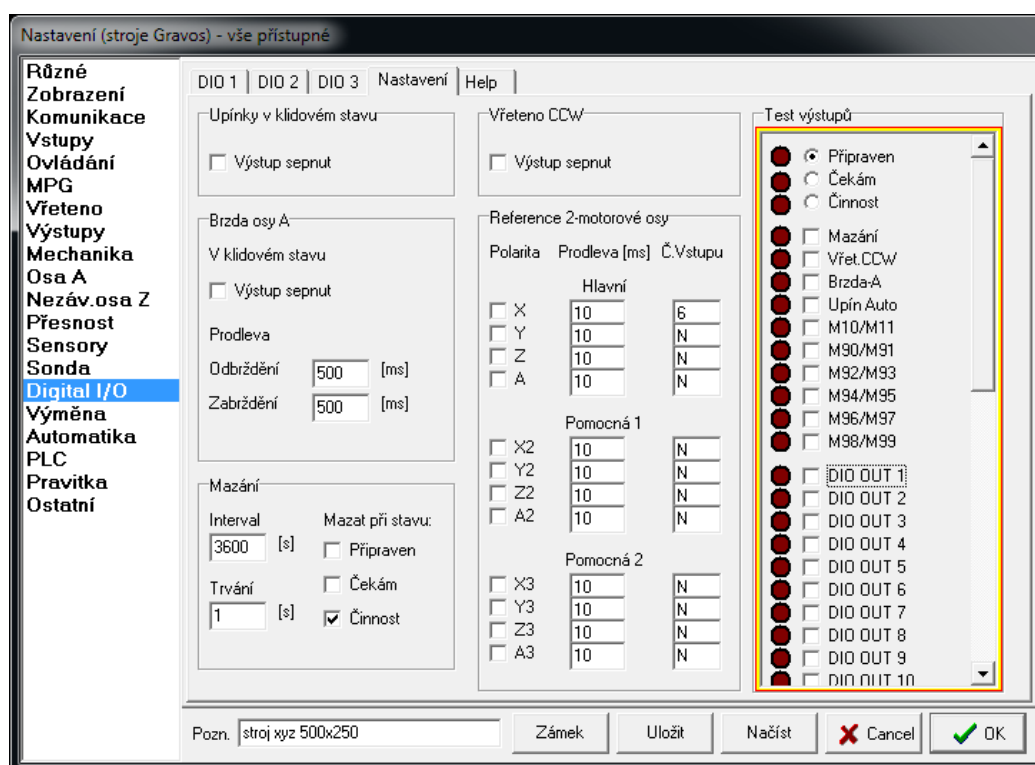 Nastavení (stroje Gravos) - vše přístupné
Různé
Zobrazení
Komunikace
Vstupy
Ovládání
MPG
Vřeteno
Výstupy
Mechanika
Osa A
Nezáv.osa Z
Přesnost
Sensory
Sonda
Digital I/O
Výměna
Automatika
PLC
Pravitka
Ostatní
DIO 1 DIO 2 DIO 3 Nastavení Help
Upínky v klidovém stavu
Výstup sepnut
Brzda osy A
V klidovém stavu
Výstup sepnut
Prodleva
Odbrždění 500 [ms]
Zabrždění 500 [ms]
Mazání
Interval Mazat při stavu:
3600 [s] Připraven
Trvání Čekám
1 [s] Činnost
Vřeteno CCW
Výstup sepnut
Reference 2-motorové osy
Polarita Prodleva [ms] Č.Vstupu
Hlavní
X 10 6
Y 10 N
Z 10 N
A 10 N
Pomocná 1
X2 10 N
Y2 10 N
Z2 10 N
A2 10 N
Pomocná 2
X3 10 N
Y3 10 N
Z3 10 N
A3 10 N
Test výstupů
Připraven
Čekám
Činnost
Mazání
Vřet.CCW
Brzda-A
Upín.Auto
M10/M11
M90/M91
M92/M93
M94/M95
M96/M97
M98/M99
DIO OUT 1
DIO OUT 2
DIO OUT 3
DIO OUT 4
DIO OUT 5
DIO OUT 6
DIO OUT 7
DIO OUT 8
DIO OUT 9
DIO OUT 10
Pozn. stroj xyz 500x250 Zámek Uložit Načíst Cancel OK